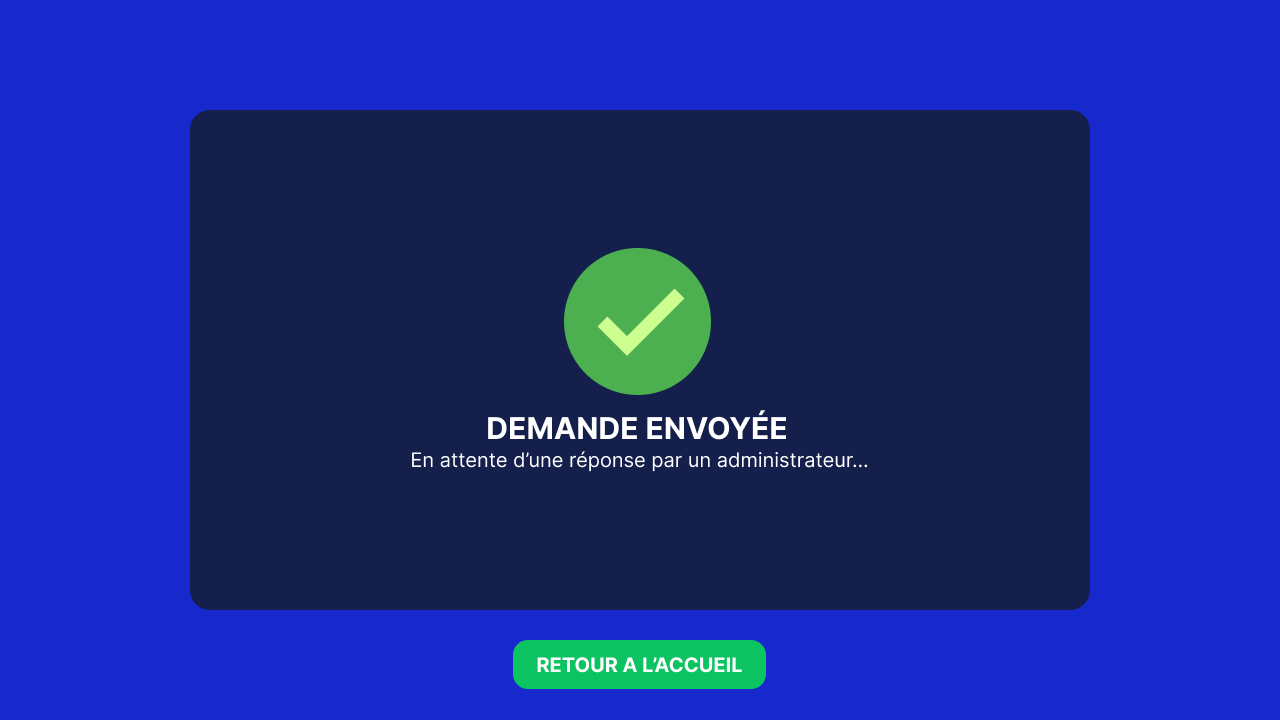 DEMANDE ENVOYÉE
En attente d’une réponse par un administrateur...
RETOUR A L’ACCUEIL